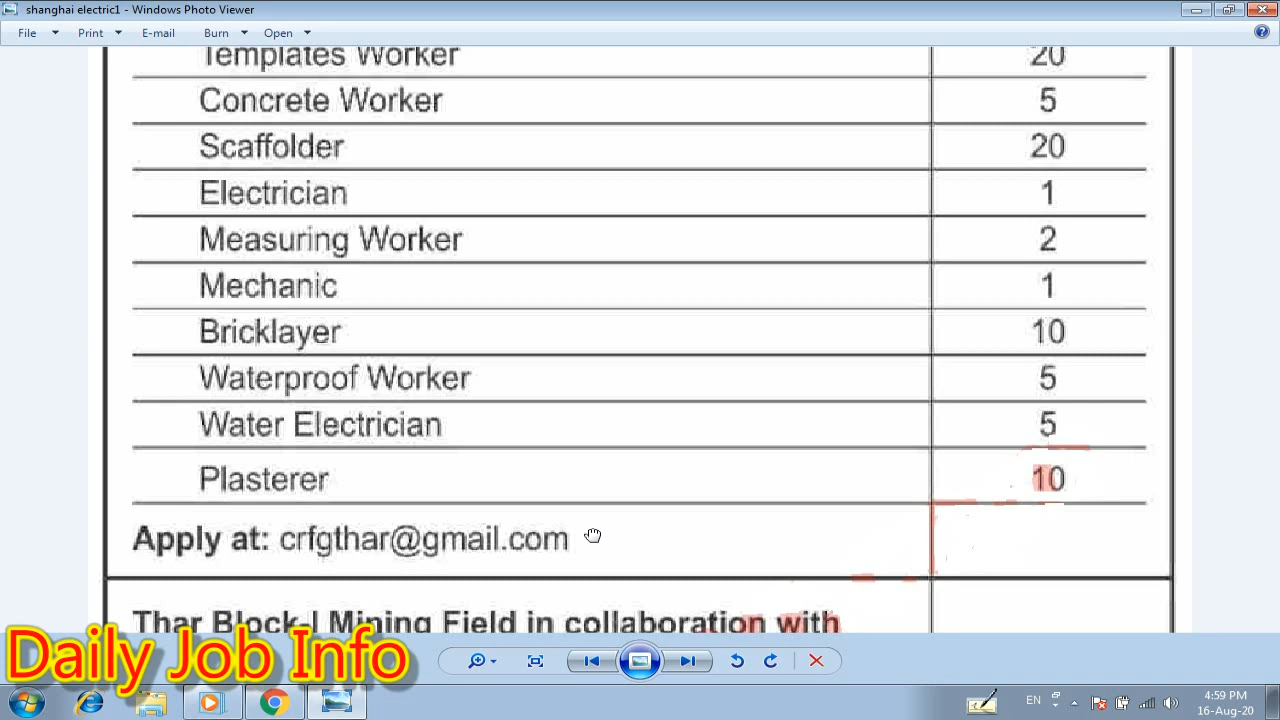 shanghai electric1 - Windows Photo Viewer
File Print E-mail Burn Open
Templates Worker 20
Concrete Worker 5
Scaffolder 20
Electrician 1
Measuring Worker 2
Mechanic 1
Bricklayer 10
Waterproof Worker 5
Water Electrician 5
Plasterer 10
Apply at: crfgthar@gmail.com
Thar Block-I Mining Field in collaboration with
Daily Job Info
EN
4:59 PM
16-Aug-20